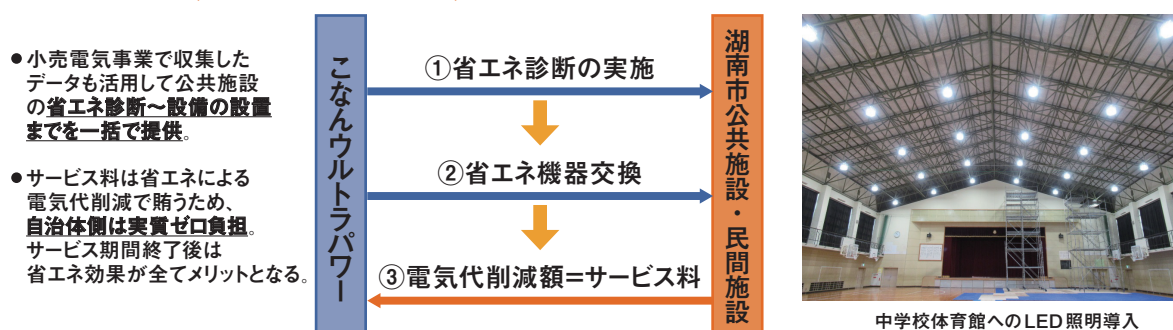 ●小売電気事業で収集した
データも活用して公共施設
の省エネ診断～設備の設置
までを一括で提供。
●サービス料は省エネによる
電気代削減で賄うため、
自治体側は実質ゼロ負担。
サービス期間終了後は
省エネ効果が全てメリットとなる。
こなんウルトラパワー
①省エネ診断の実施
②省エネ機器交換
③電気代削減額=サービス料
湖南市公共施設・民間施設
中学校体育館へのLED照明導入